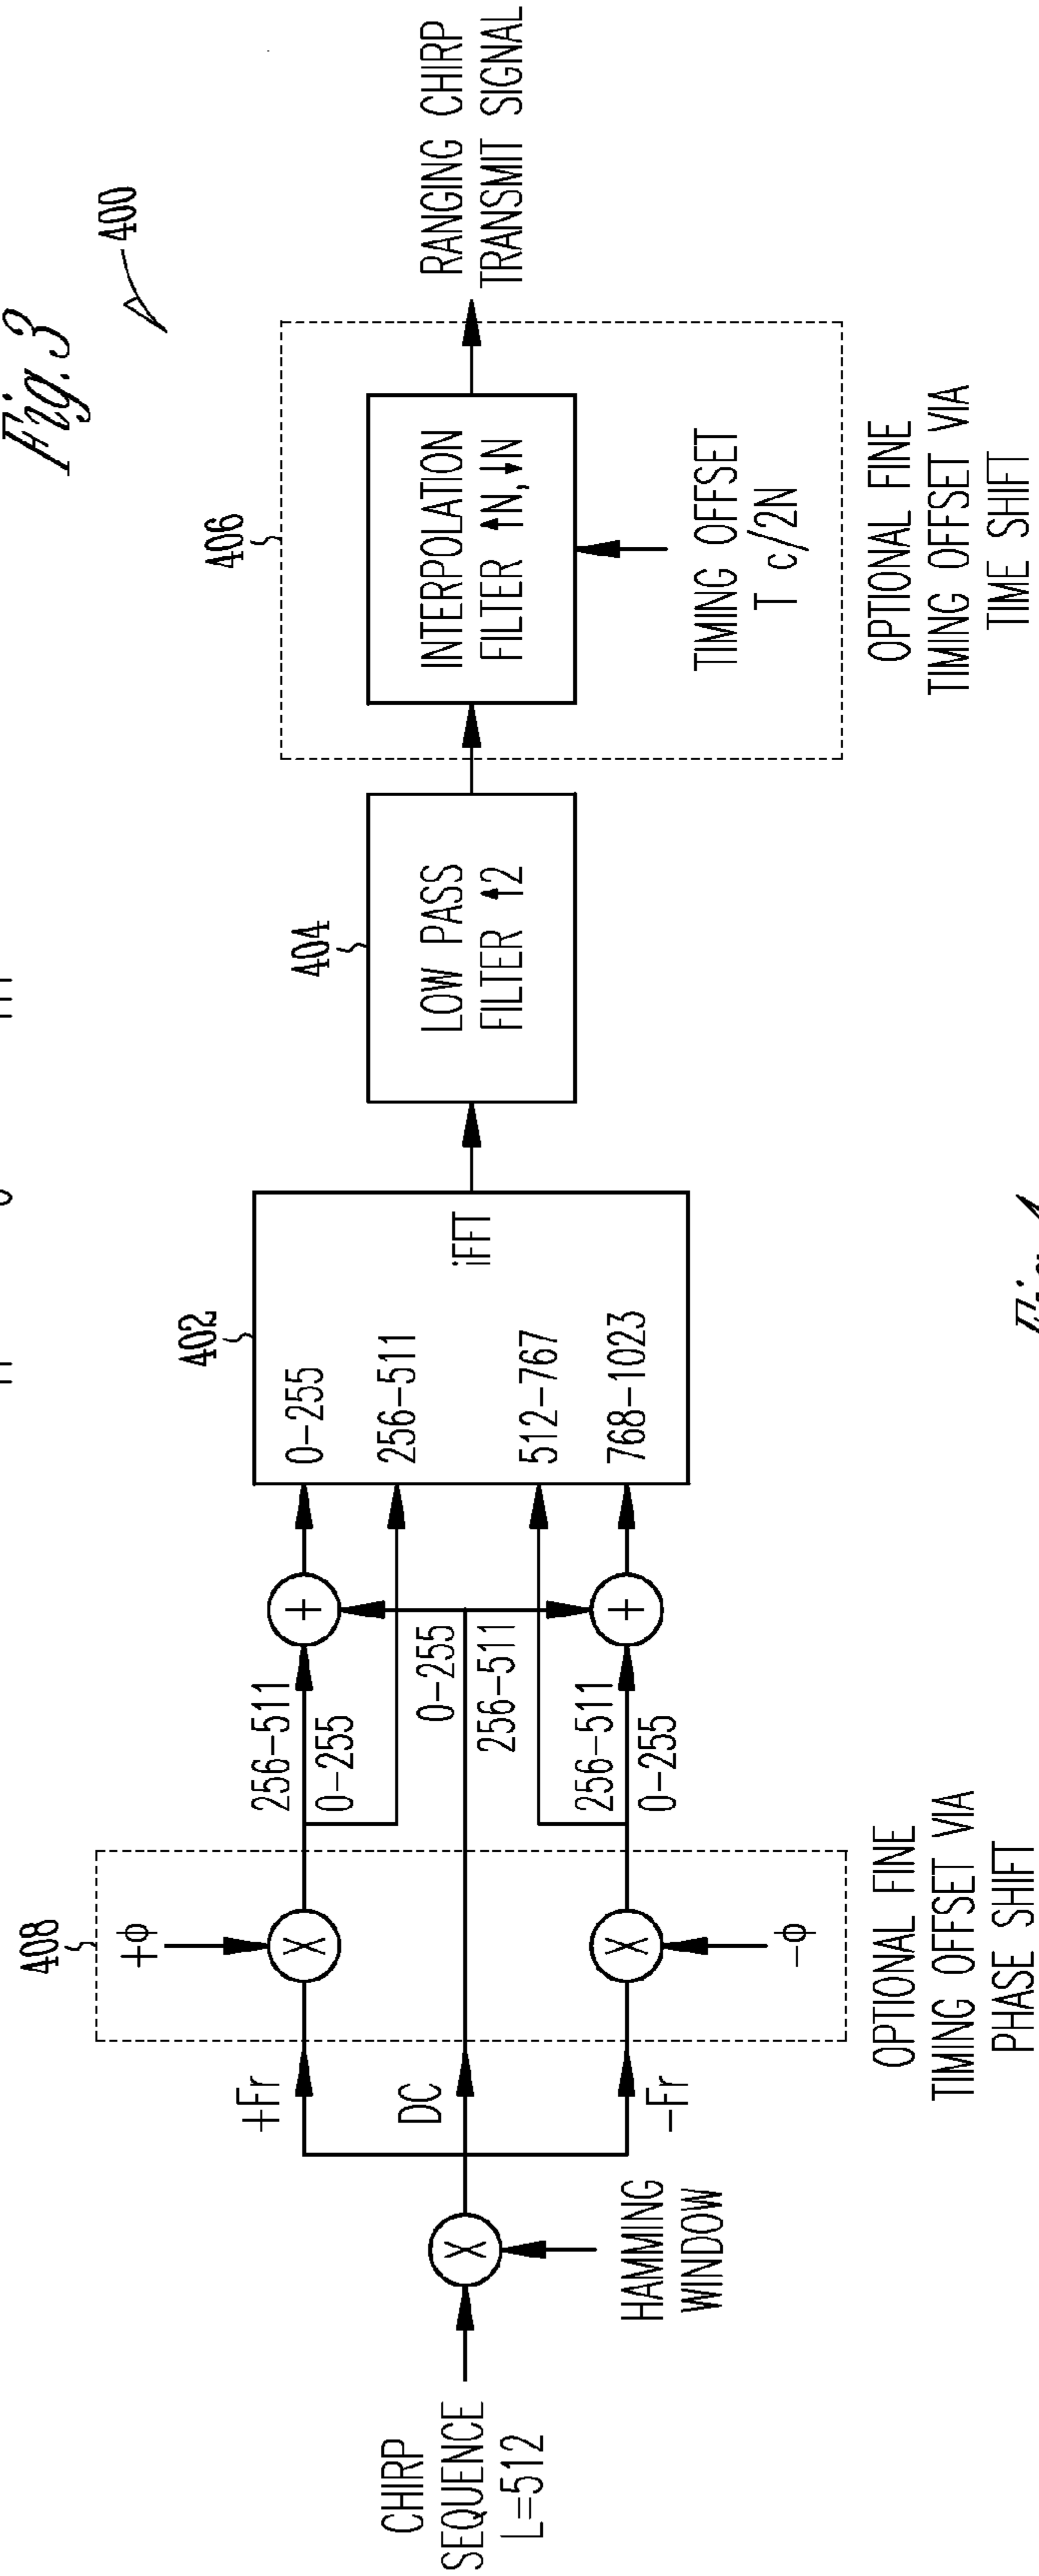 Fig. 3
400
CHIRP
SEQUENCE
L=512
X
HAMMING
WINDOW
+Fr
DC
-Fr
408
+ϕ
X
X
-ϕ
OPTIONAL FINE
TIMING OFFSET VIA
PHASE SHIFT
256-511
0-255
0-255
256-511
256-511
0-255
+
+
402
0-255
256-511
iFFT
512-767
768-1023
404
LOW PASS
FILTER ↑2
406
INTERPOLATION
FILTER ↑N,↓N
TIMING OFFSET
T c/2N
OPTIONAL FINE
TIMING OFFSET VIA
TIME SHIFT
RANGING CHIRP
TRANSMIT SIGNAL